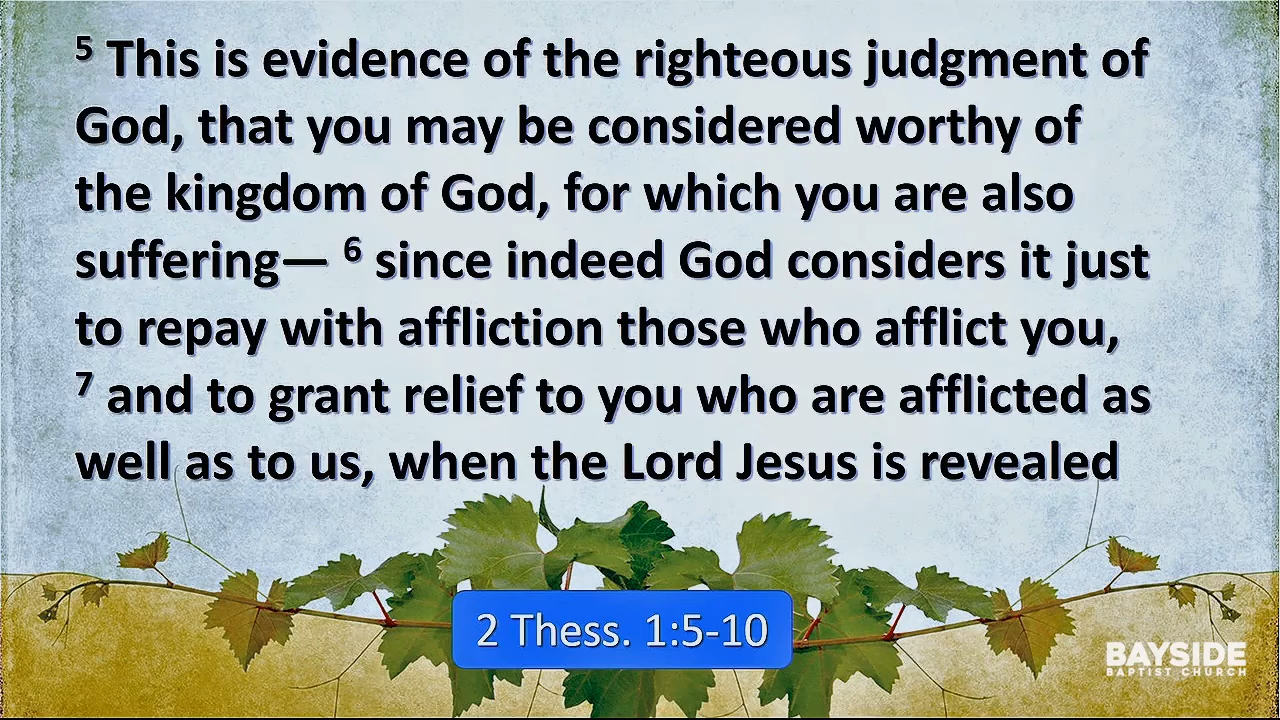 ⁵ This is evidence of the righteous judgment of
God, that you may be considered worthy of
the kingdom of God, for which you are also
suffering— ⁶ since indeed God considers it just
to repay with affliction those who afflict you,
⁷ and to grant relief to you who are afflicted as
well as to us, when the Lord Jesus is revealed
2 Thess. 1:5-10
BAYSIDE
BAPTIST CHURCH